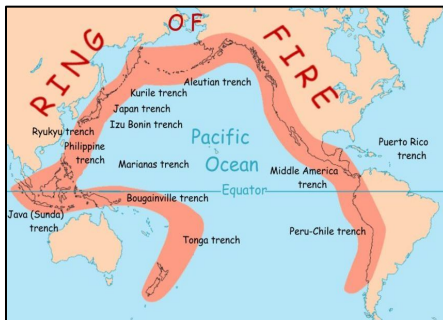 RING OF FIRE
Aleutian trench
Kurile trench
Japan trench
Izu Bonin trench
Ryukyu trench
Philippine
trench
Marianas trench
Pacific
Ocean
Equator
Puerto Rico
trench
Middle America
trench
Bougainville trench
Java (Sunda)
trench
Tonga trench
Peru-Chile trench